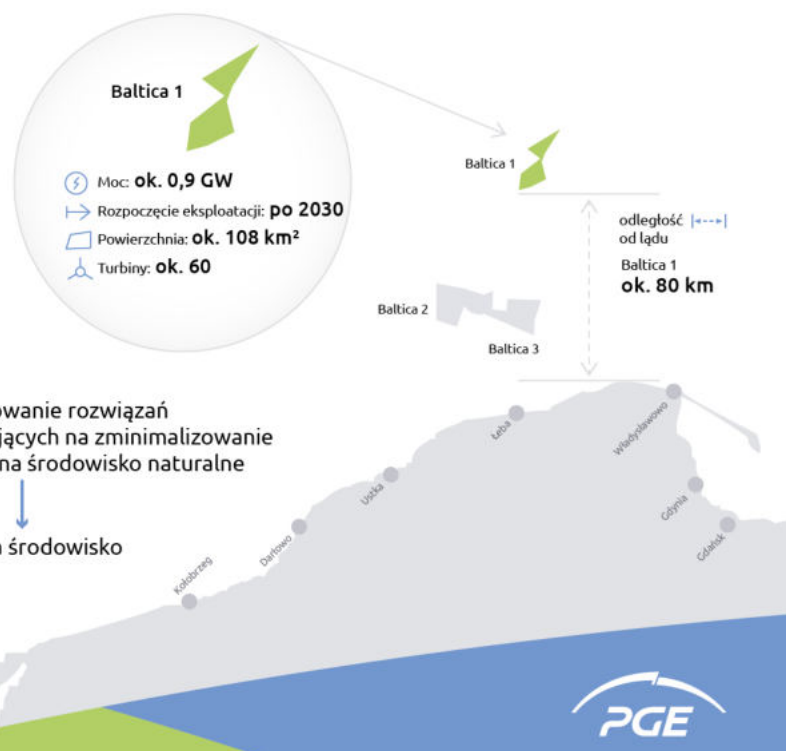 Baltica 1
Moc: ok. 0,9 GW
Rozpoczęcie eksploatacji: po 2030
Powierzchnia: ok. 108 km²
Turbiny: ok. 60
Baltica 1
odległość
od lądu
Baltica 1
ok. 80 km
Baltica 2
Baltica 3
owanie rozwiązań
jących na zminimalizowanie
na środowisko naturalne
środowisko
Łeba
Władysławowo
Ustka
Gdynia
Darłowo
Gdańsk
Kołobrzeg
PGE